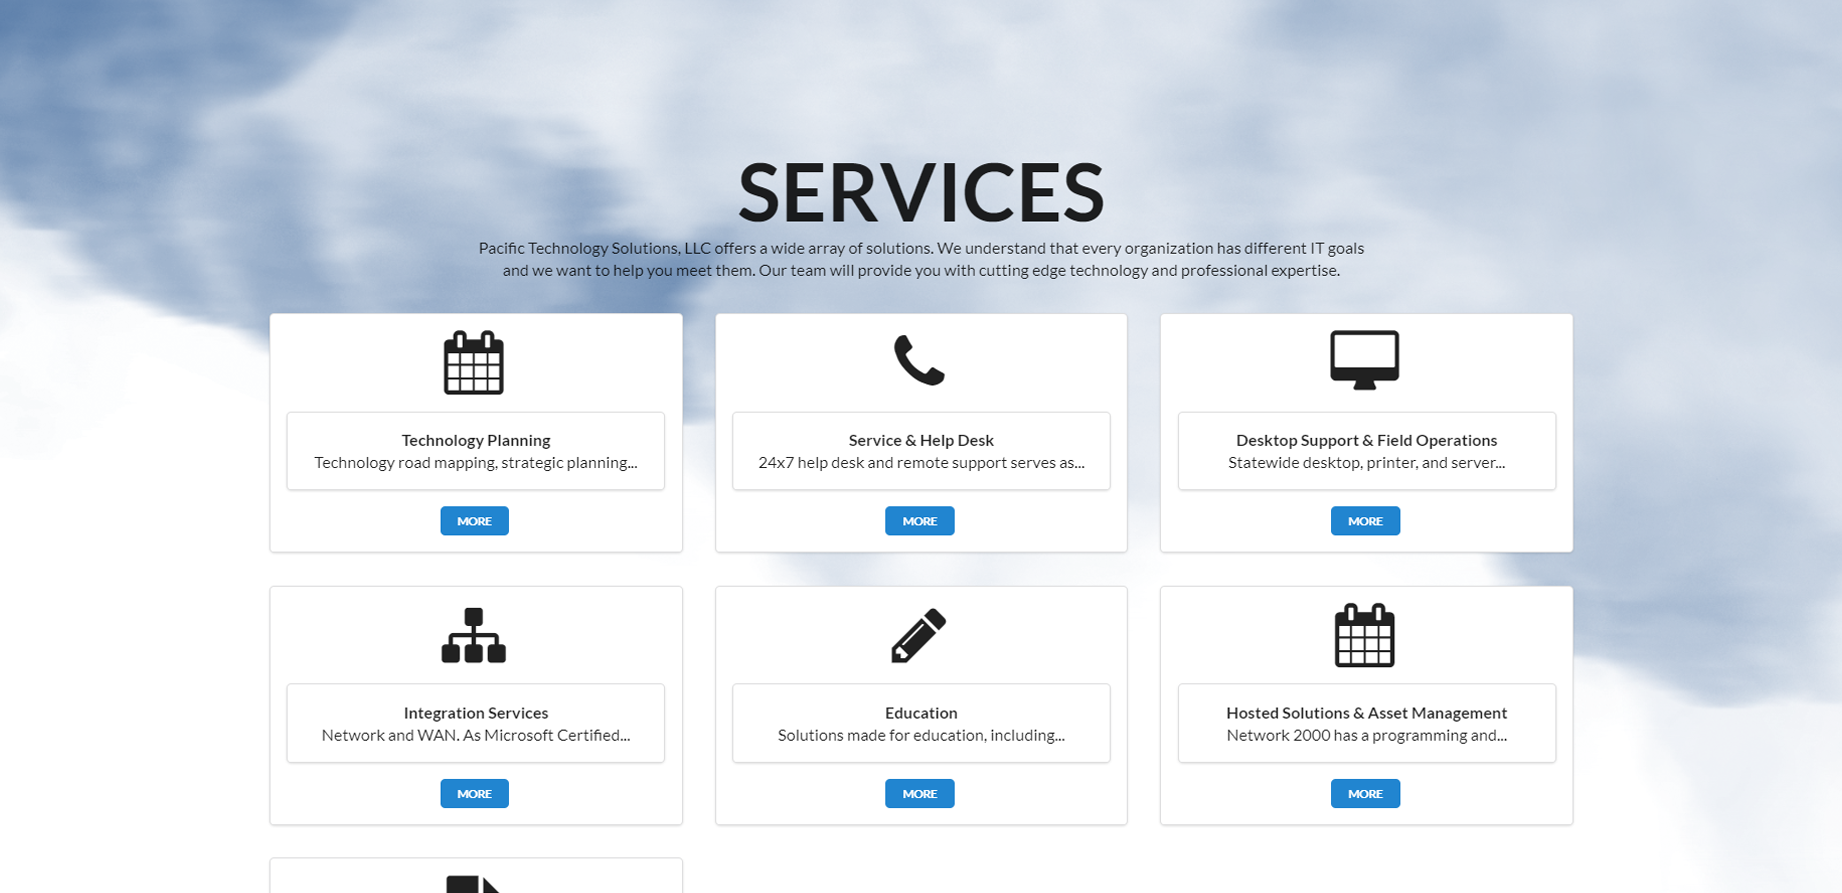 SERVICES
Pacific Technology Solutions, LLC offers a wide array of solutions. We understand that every organization has different IT goals
and we want to help you meet them. Our team will provide you with cutting edge technology and professional expertise.
Technology Planning
Technology road mapping, strategic planning...
MORE
Service & Help Desk
24x7 help desk and remote support serves as...
MORE
Desktop Support & Field Operations
Statewide desktop, printer, and server...
MORE
Integration Services
Network and WAN. As Microsoft Certified...
MORE
Education
Solutions made for education, including...
MORE
Hosted Solutions & Asset Management
Network 2000 has a programming and...
MORE